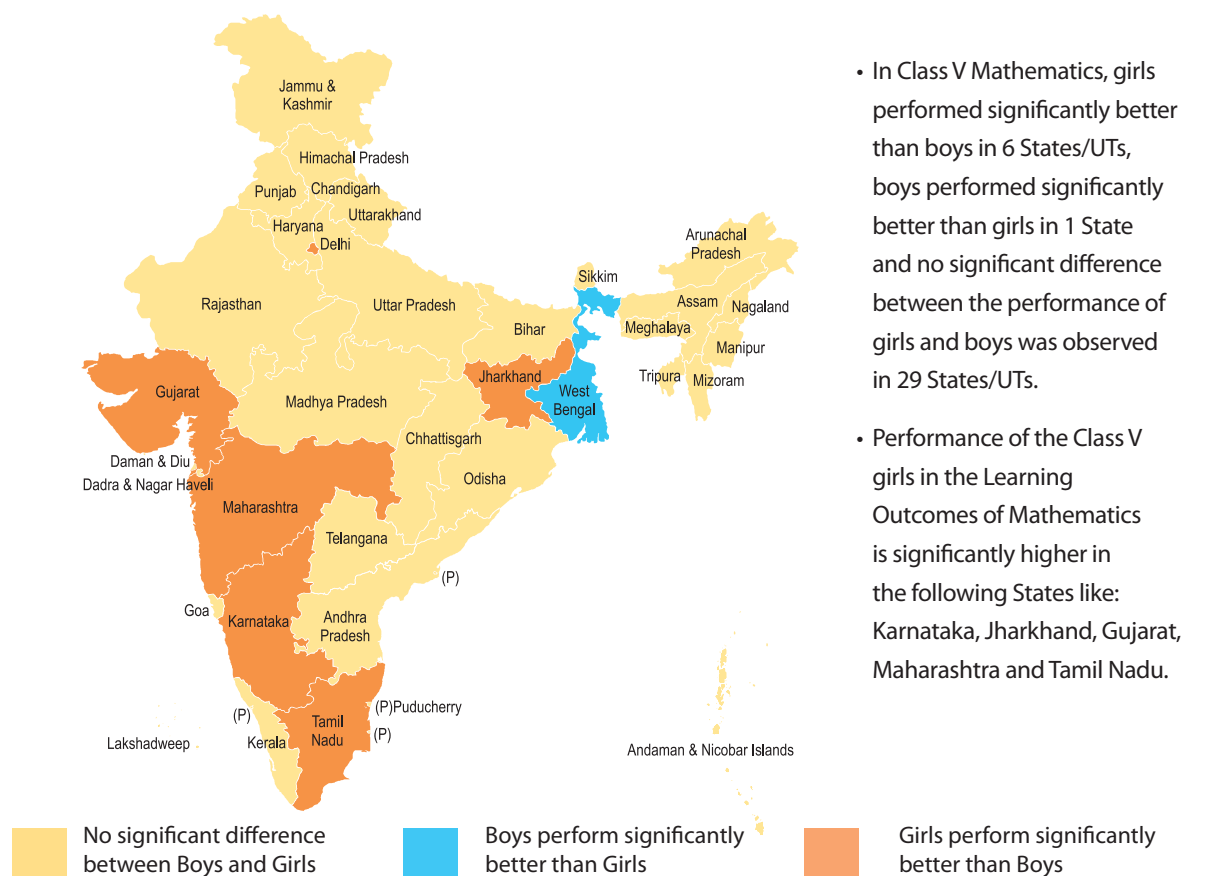 Jammu &
Kashmir
Himachal Pradesh
Punjab
Chandigarh
Uttarakhand
Haryana
Delhi
Arunachal
Pradesh
Sikkim
Rajasthan
Uttar Pradesh
Assam
Nagaland
Bihar
Meghalaya
Manipur
Jharkhand
Tripura
Mizoram
Gujarat
West
Bengal
Madhya Pradesh
Chhattisgarh
Daman & Diu
Odisha
Dadra & Nagar Haveli
Maharashtra
Telangana
(P)
Goa
Karnataka
Andhra
Pradesh
(P)Puducherry
(P)
Tamil
Nadu
(P)
Lakshadweep
Kerala
Andaman & Nicobar Islands
• In Class V Mathematics, girls
performed significantly better
than boys in 6 States/UTs,
boys performed significantly
better than girls in 1 State
and no significant difference
between the performance of
girls and boys was observed
in 29 States/UTs.
• Performance of the Class V
girls in the Learning
Outcomes of Mathematics
is significantly higher in
the following States like:
Karnataka, Jharkhand, Gujarat,
Maharashtra and Tamil Nadu.
No significant difference
between Boys and Girls
Boys perform significantly
better than Girls
Girls perform significantly
better than Boys